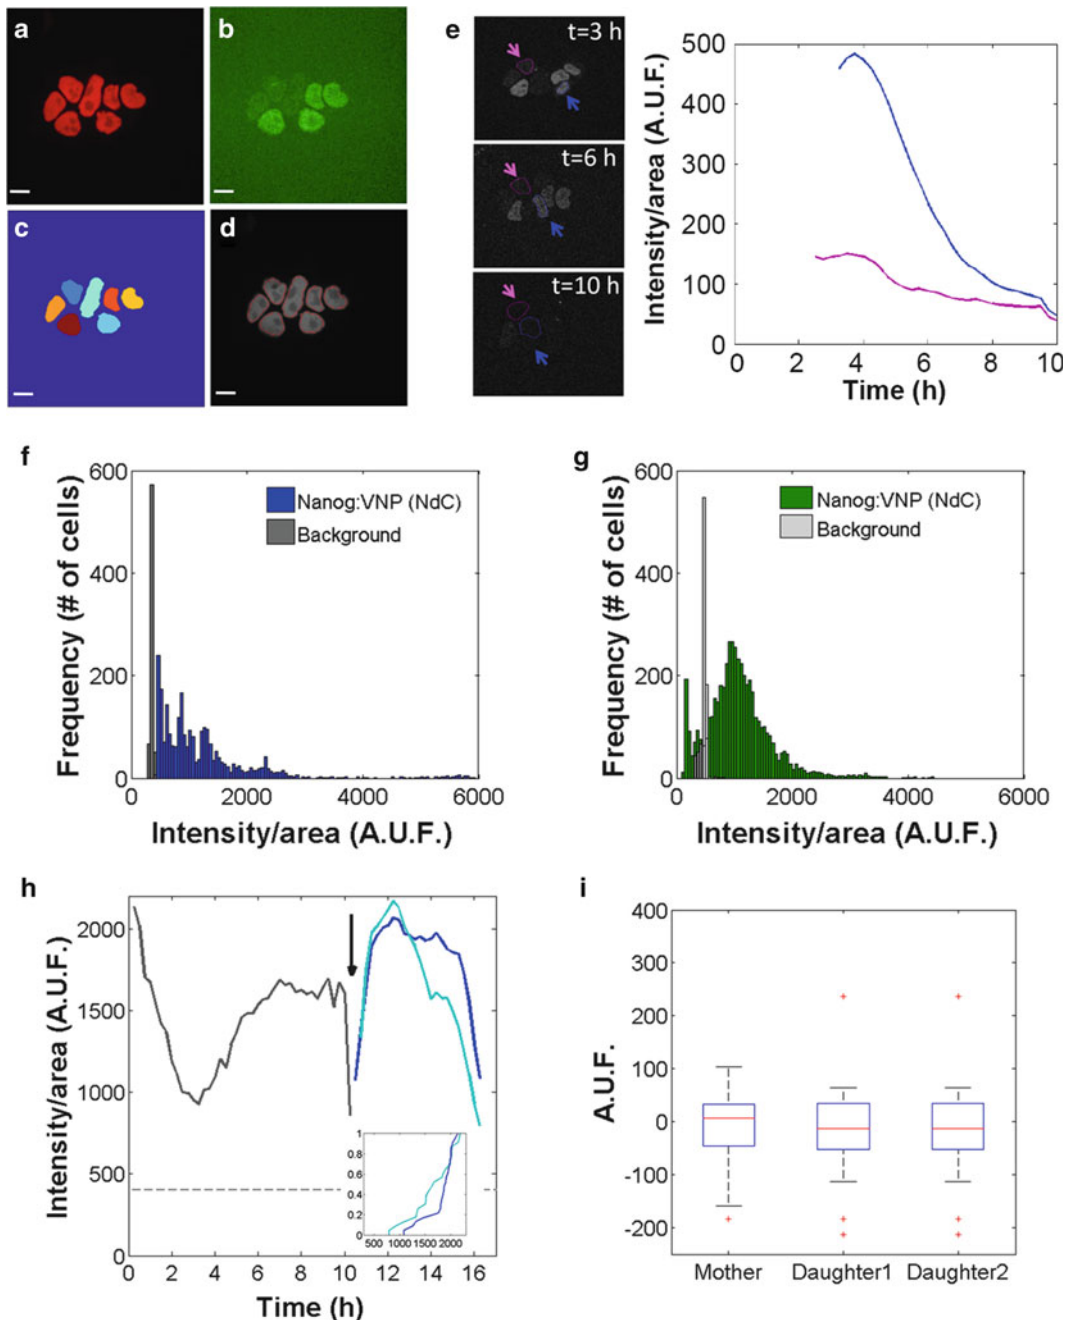 a
b
c
d
e
t=3 h
t=6 h
t=10 h
Intensity/area (A.U.F.)
500
400
300
200
100
0
0 2 4 6 8 10
Time (h)
f
Frequency (# of cells)
600
400
200
0
Nanog:VNP (NdC)
Background
0 2000 4000 6000
Intensity/area (A.U.F.)
g
Frequency (# of cells)
600
400
200
0
Nanog:VNP (NdC)
Background
0 2000 4000 6000
Intensity/area (A.U.F.)
h
Intensity/area (A.U.F.)
2000
1500
1000
500
0
1
0.8
0.6
0.4
0.2
0
500 1000 1500 2000
0 2 4 6 8 10 12 14 16
Time (h)
i
A.U.F.
400
300
200
100
0
-100
-200
Mother Daughter1 Daughter2